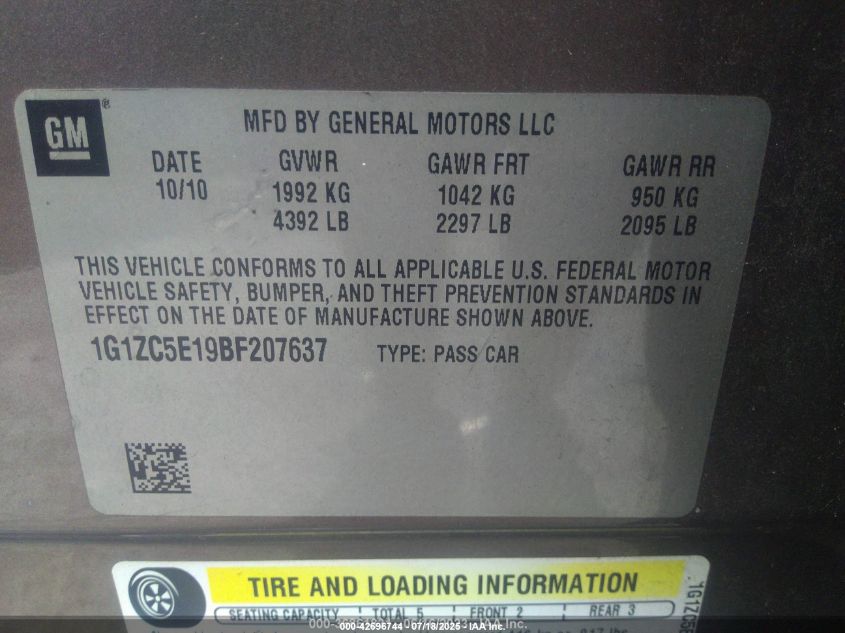 GM ®
MFD BY GENERAL MOTORS LLC
DATE GVWR GAWR FRT GAWR RR
10/10 1992 KG 1042 KG 950 KG
4392 LB 2297 LB 2095 LB
THIS VEHICLE CONFORMS TO ALL APPLICABLE U.S. FEDERAL MOTOR
VEHICLE SAFETY, BUMPER, AND THEFT PREVENTION STANDARDS IN
EFFECT ON THE DATE OF MANUFACTURE SHOWN ABOVE.
1G1ZC5E19BF207637 TYPE: PASS CAR
TIRE AND LOADING INFORMATION
SEATING CAPACITY TOTAL 5 FRONT 2 REAR 3
1G1ZC5E
000-42696744 07/18/2025 IAA Inc.